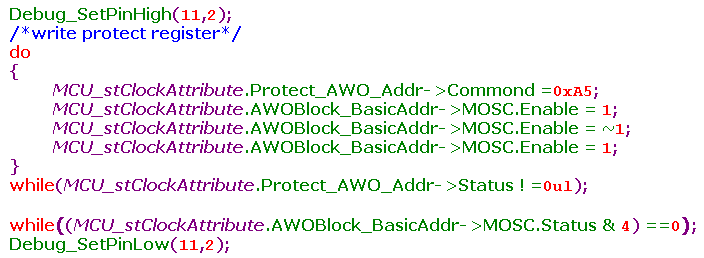 Debug_SetPinHigh(11,2);
/*write protect register*/
do
{
MCU_stClockAttribute.Protect_AWO_Addr->Commond =0xA5;
MCU_stClockAttribute.AWOBlock_BasicAddr->MOSC.Enable = 1;
MCU_stClockAttribute.AWOBlock_BasicAddr->MOSC.Enable = ~1;
MCU_stClockAttribute.AWOBlock_BasicAddr->MOSC.Enable = 1;
}
while(MCU_stClockAttribute.Protect_AWO_Addr->Status !=0ul);
while((MCU_stClockAttribute.AWOBlock_BasicAddr->MOSC.Status & 4) ==0);
Debug_SetPinLow(11,2);